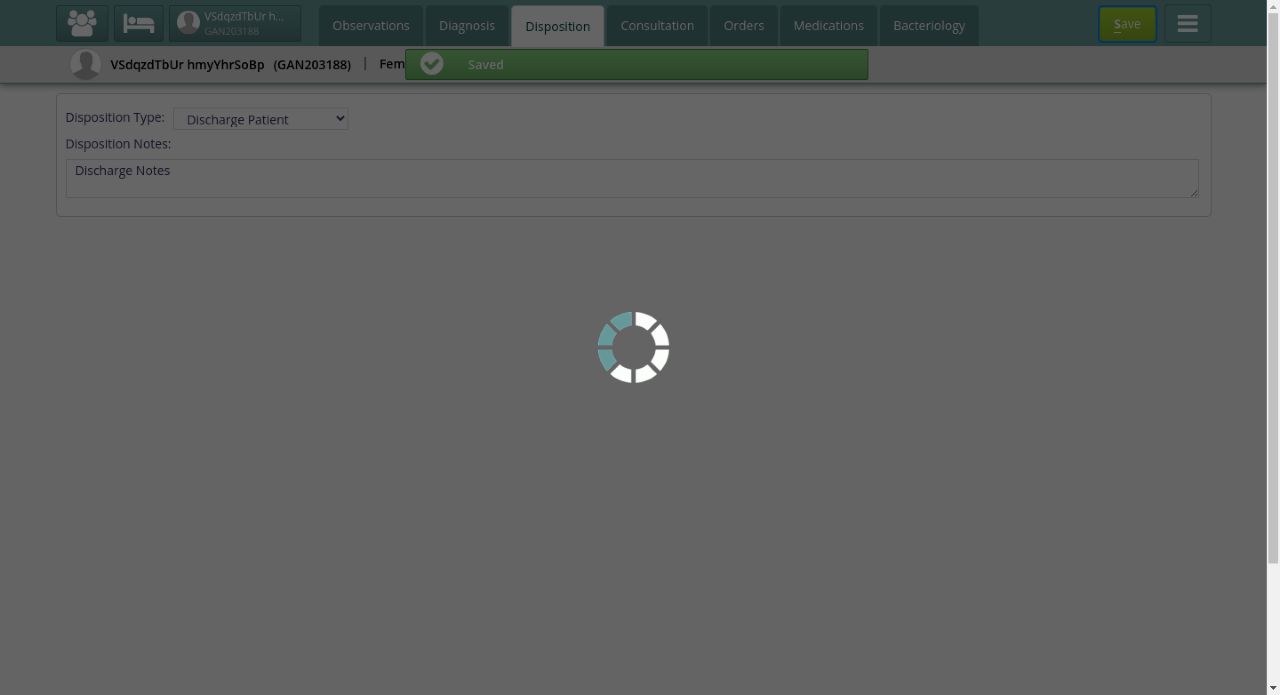 VSdqzdTbUr h...
GAN203188
Observations
Diagnosis
Disposition
Consultation
Orders
Medications
Bacteriology
Save
VSdqzdTbUr hmyYhrSoBp (GAN203188) | Fem
Saved
Disposition Type: Discharge Patient
Disposition Notes:
Discharge Notes